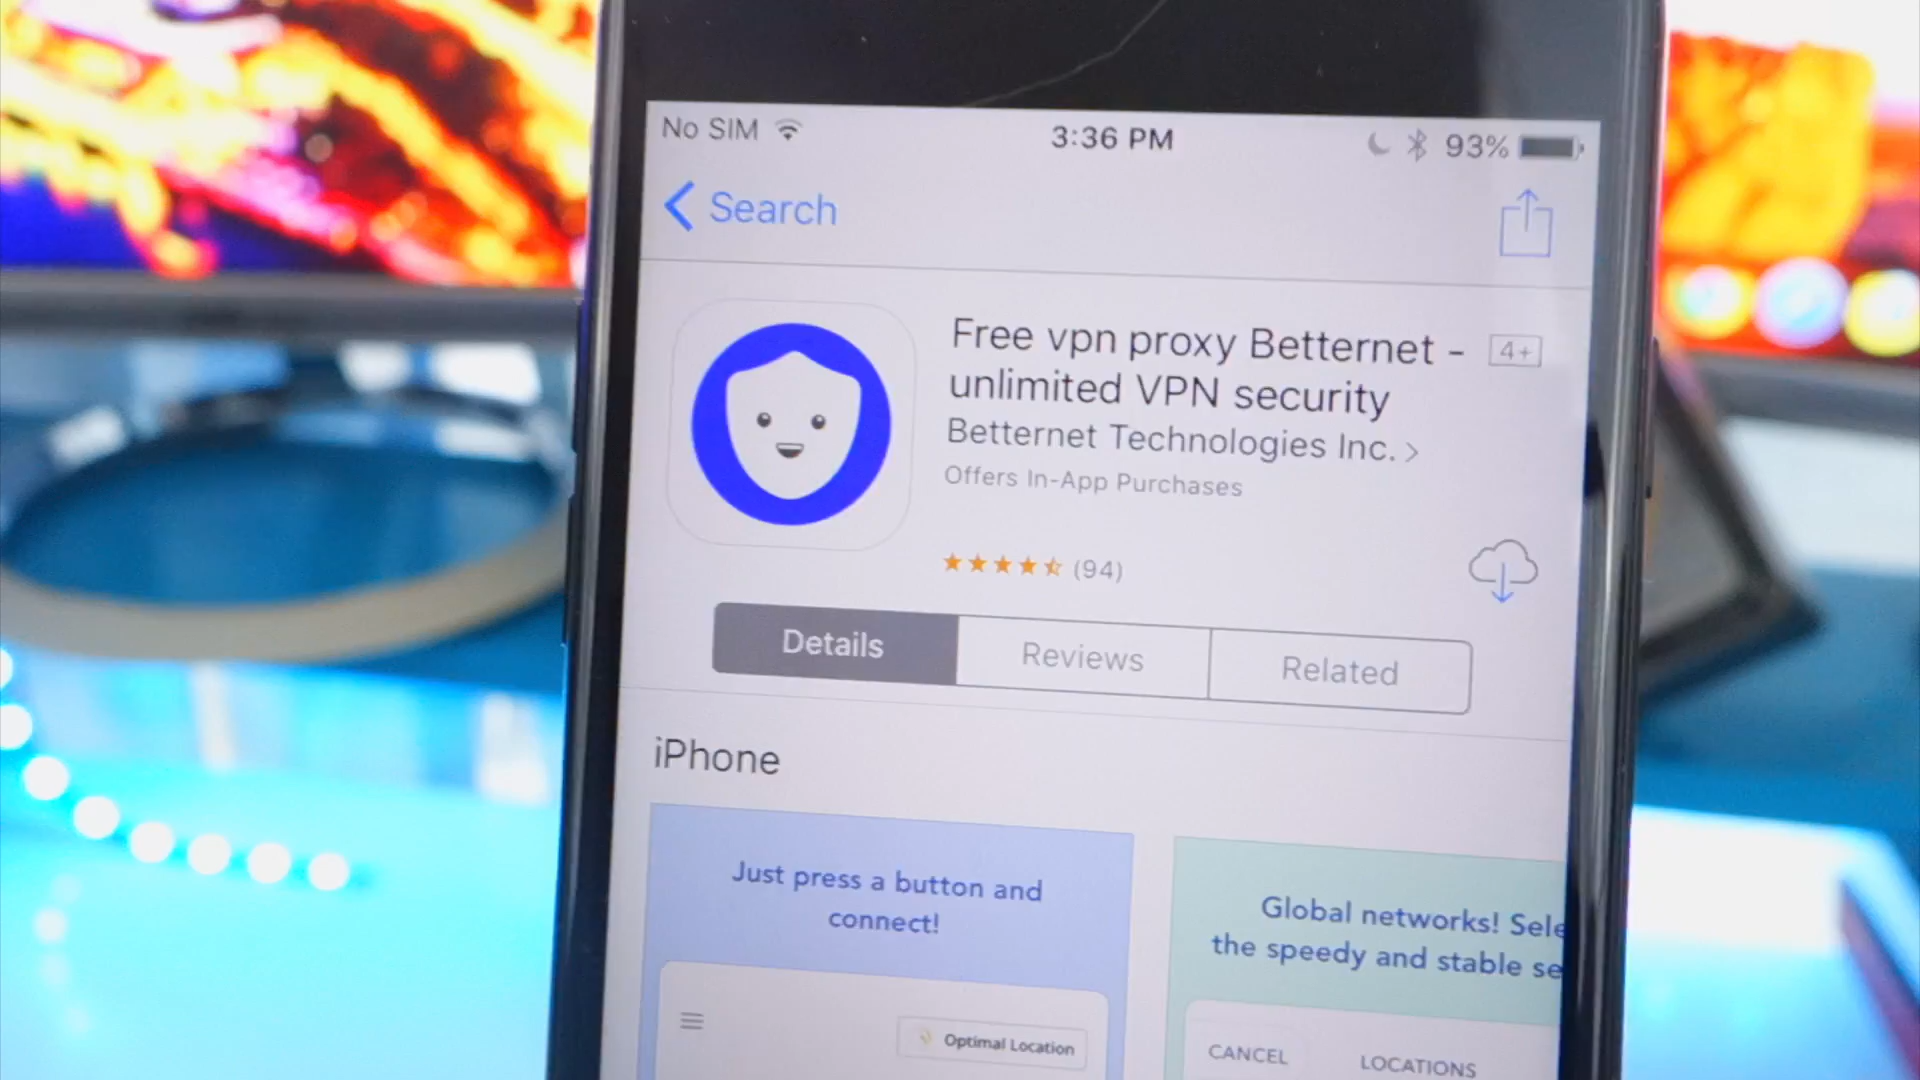 No SIM
3:36 PM
93%
Search
Free vpn proxy Betternet -
unlimited VPN security
4+
Betternet Technologies Inc. >
Offers In-App Purchases
(94)
Details
Reviews
Related
iPhone
Just press a button and
connect!
Optimal Location
Global networks! Sele
the speedy and stable se
CANCEL
LOCATIONS